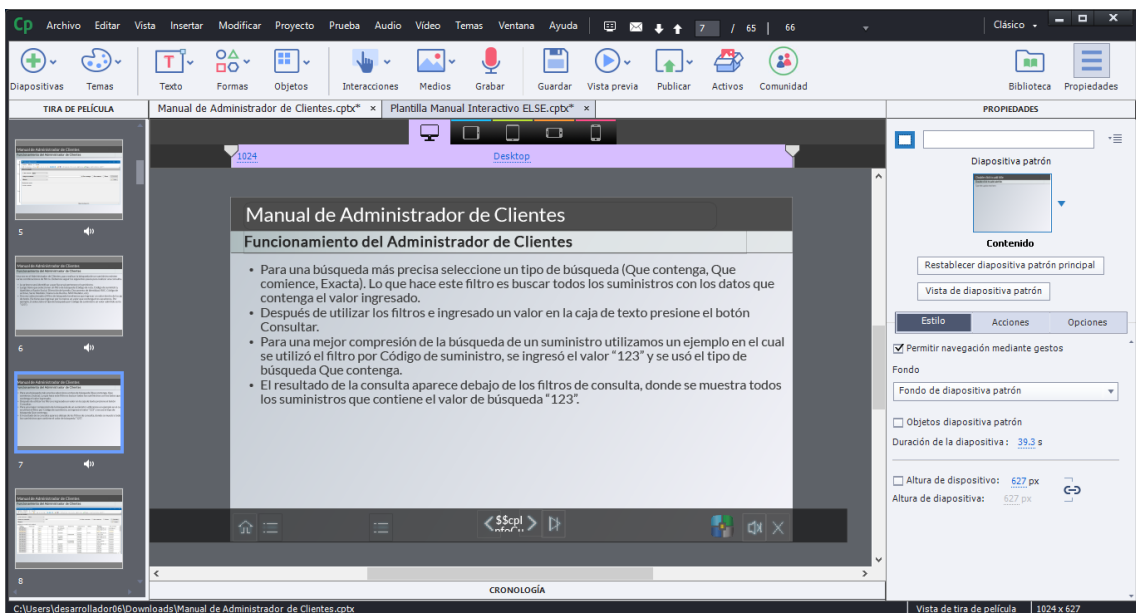 Cp Archivo Editar Vista Insertar Modificar Proyecto Prueba Audio Vídeo Temas Ventana Ayuda 7 / 65 | 66 Clásico
Diapositivas Temas Texto Formas Objetos Interacciones Medios Grabar Guardar Vista previa Publicar Activos Comunidad Biblioteca Propiedades
TIRA DE PELÍCULA Manual de Administrador de Clientes.cptx* × Plantilla Manual Interactivo ELSE.cptx* × PROPIEDADES
1024 Desktop
Diapositiva patrón
Contenido
Restablecer diapositiva patrón principal
Vista de diapositiva patrón
Estilo Acciones Opciones
Permitir navegación mediante gestos
Fondo
Fondo de diapositiva patrón
Objetos diapositiva patrón
Duración de la diapositiva: 39.3 s
Altura de dispositivo: 627 px
Altura de diapositiva: 627 px
5
6
7
8
Manual de Administrador de Clientes
Funcionamiento del Administrador de Clientes
• Para una búsqueda más precisa seleccione un tipo de búsqueda (Que contenga, Que
comience, Exacta). Lo que hace este filtro es buscar todos los suministros con los datos que
contenga el valor ingresado.
• Después de utilizar los filtros e ingresado un valor en la caja de texto presione el botón
Consultar.
• Para una mejor compresión de la búsqueda de un suministro utilizamos un ejemplo en el cual
se utilizó el filtro por Código de suministro, se ingresó el valor “123” y se usó el tipo de
búsqueda Que contenga.
• El resultado de la consulta aparece debajo de los filtros de consulta, donde se muestra todos
los suministros que contiene el valor de búsqueda “123”.
$$cpI
CRONOLOGÍA
C:\Users\desarrollador06\Downloads\Manual de Administrador de Clientes.cptx Vista de tira de película 1024 x 627